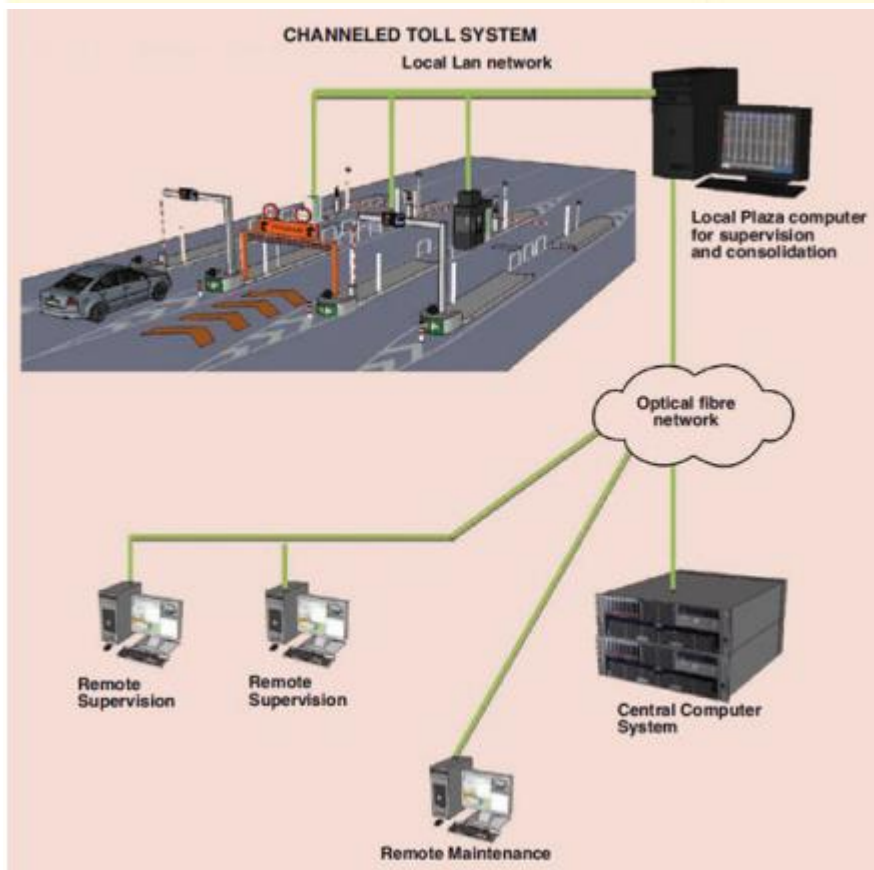 CHANNELED TOLL SYSTEM
Local Lan network
Local Plaza computer
for supervision
and consolidation
Optical fibre
network
Remote
Supervision
Remote
Supervision
Central Computer
System
Remote Maintenance